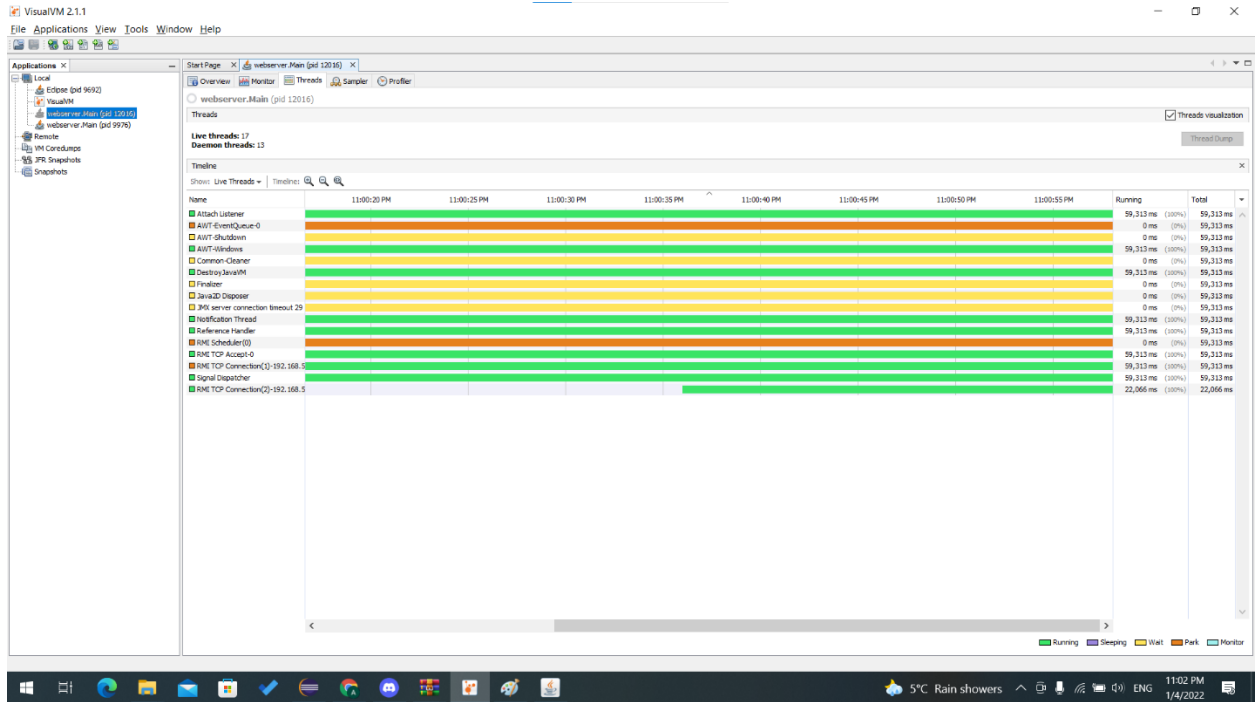 VisualVM 2.1.1
File Applications View Tools Window Help
Applications
Local
Eclipse (pid 9692)
VisualVM
webserver.Main (pid 12016)
webserver.Main (pid 9976)
Remote
VM Coredumps
JFR Snapshots
Snapshots
Start Page webserver.Main (pid 12016)
Overview Monitor Threads Sampler Profiler
webserver.Main (pid 12016)
Threads Threads visualization
Live threads: 17
Daemon threads: 13
Thread Dump
Timeline
Show: Live Threads Timeline:
Name 11:00:20 PM 11:00:25 PM 11:00:30 PM 11:00:35 PM 11:00:40 PM 11:00:45 PM 11:00:50 PM 11:00:55 PM Running Total
Attach Listener 59,313 ms (100%) 59,313 ms
AWT-EventQueue-0 0 ms (0%) 59,313 ms
AWT-Shutdown 0 ms (0%) 59,313 ms
AWT-Windows 59,313 ms (100%) 59,313 ms
Common-Cleaner 0 ms (0%) 59,313 ms
DestroyJavaVM 59,313 ms (100%) 59,313 ms
Finalizer 0 ms (0%) 59,313 ms
Java2D Disposer 0 ms (0%) 59,313 ms
JMX server connection timeout 29 0 ms (0%) 59,313 ms
Notification Thread 59,313 ms (100%) 59,313 ms
Reference Handler 59,313 ms (100%) 59,313 ms
RMI Scheduler(0) 0 ms (0%) 59,313 ms
RMI TCP Accept-0 59,313 ms (100%) 59,313 ms
RMI TCP Connection(1)-192.168.5 59,313 ms (100%) 59,313 ms
Signal Dispatcher 59,313 ms (100%) 59,313 ms
RMI TCP Connection(2)-192.168.5 22,066 ms (100%) 22,066 ms
Running Sleeping Wait Park Monitor
5°C Rain showers ENG 11:02 PM
1/4/2022